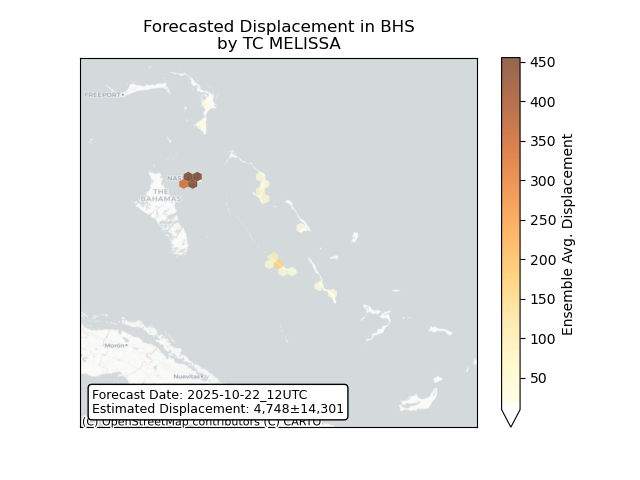 Forecasted Displacement in BHS
by TC MELISSA
FREEPORT
NAS
THE
BAHAMAS
Morón
Nuevitas
Forecast Date: 2025-10-22_12UTC
Estimated Displacement: 4,748±14,301
(C) OpenStreetMap contributors (C) CARTO
450
400
350
300
250
200
150
100
50
Ensemble Avg. Displacement